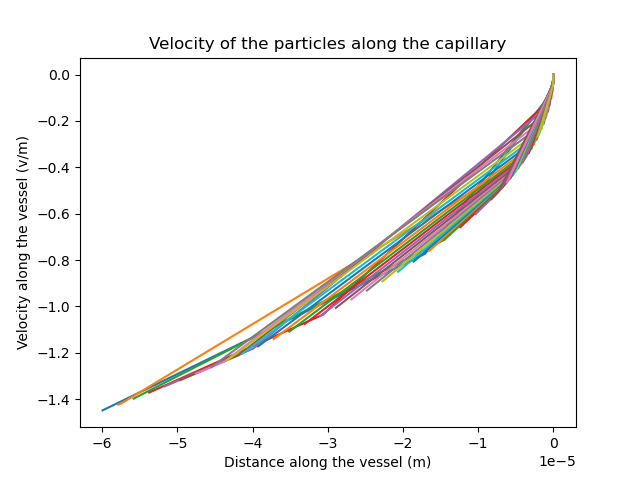 Velocity of the particles along the capillary
Velocity along the vessel (v/m)
0.0
−0.2
−0.4
−0.6
−0.8
−1.0
−1.2
−1.4
−6 −5 −4 −3 −2 −1 0
1e−5
Distance along the vessel (m)